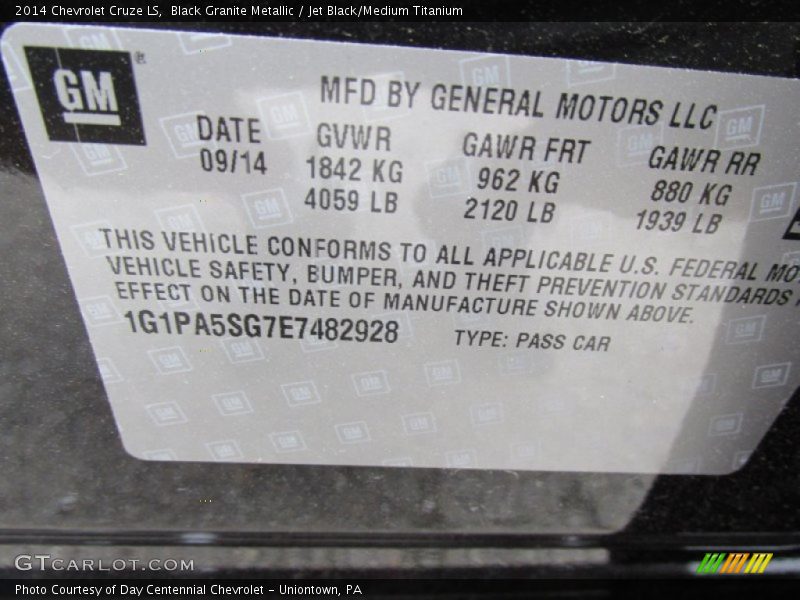 2014 Chevrolet Cruze LS,  Black Granite Metallic / Jet Black/Medium Titanium
GM®
MFD BY GENERAL MOTORS LLC
DATE GVWR GAWR FRT GAWR RR
09/14 1842 KG 962 KG 880 KG
4059 LB 2120 LB 1939 LB
THIS VEHICLE CONFORMS TO ALL APPLICABLE U.S. FEDERAL MO
VEHICLE SAFETY, BUMPER, AND THEFT PREVENTION STANDARDS
EFFECT ON THE DATE OF MANUFACTURE SHOWN ABOVE.
1G1PA5SG7E7482928 TYPE: PASS CAR
GTCARLOT.COM
Photo Courtesy of Day Centennial Chevrolet - Uniontown, PA